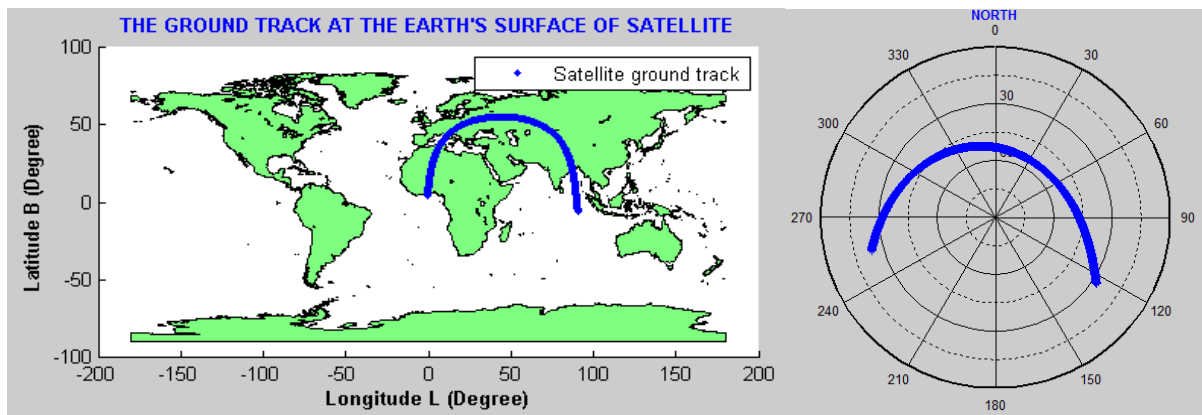 THE GROUND TRACK AT THE EARTH'S SURFACE OF SATELLITE
Satellite ground track
Latitude B (Degree)
100
50
0
-50
-100
-200 -150 -100 -50 0 50 100 150 200
Longitude L (Degree)
NORTH
0
330 30
30
300 60
270 90
240 120
210 150
180